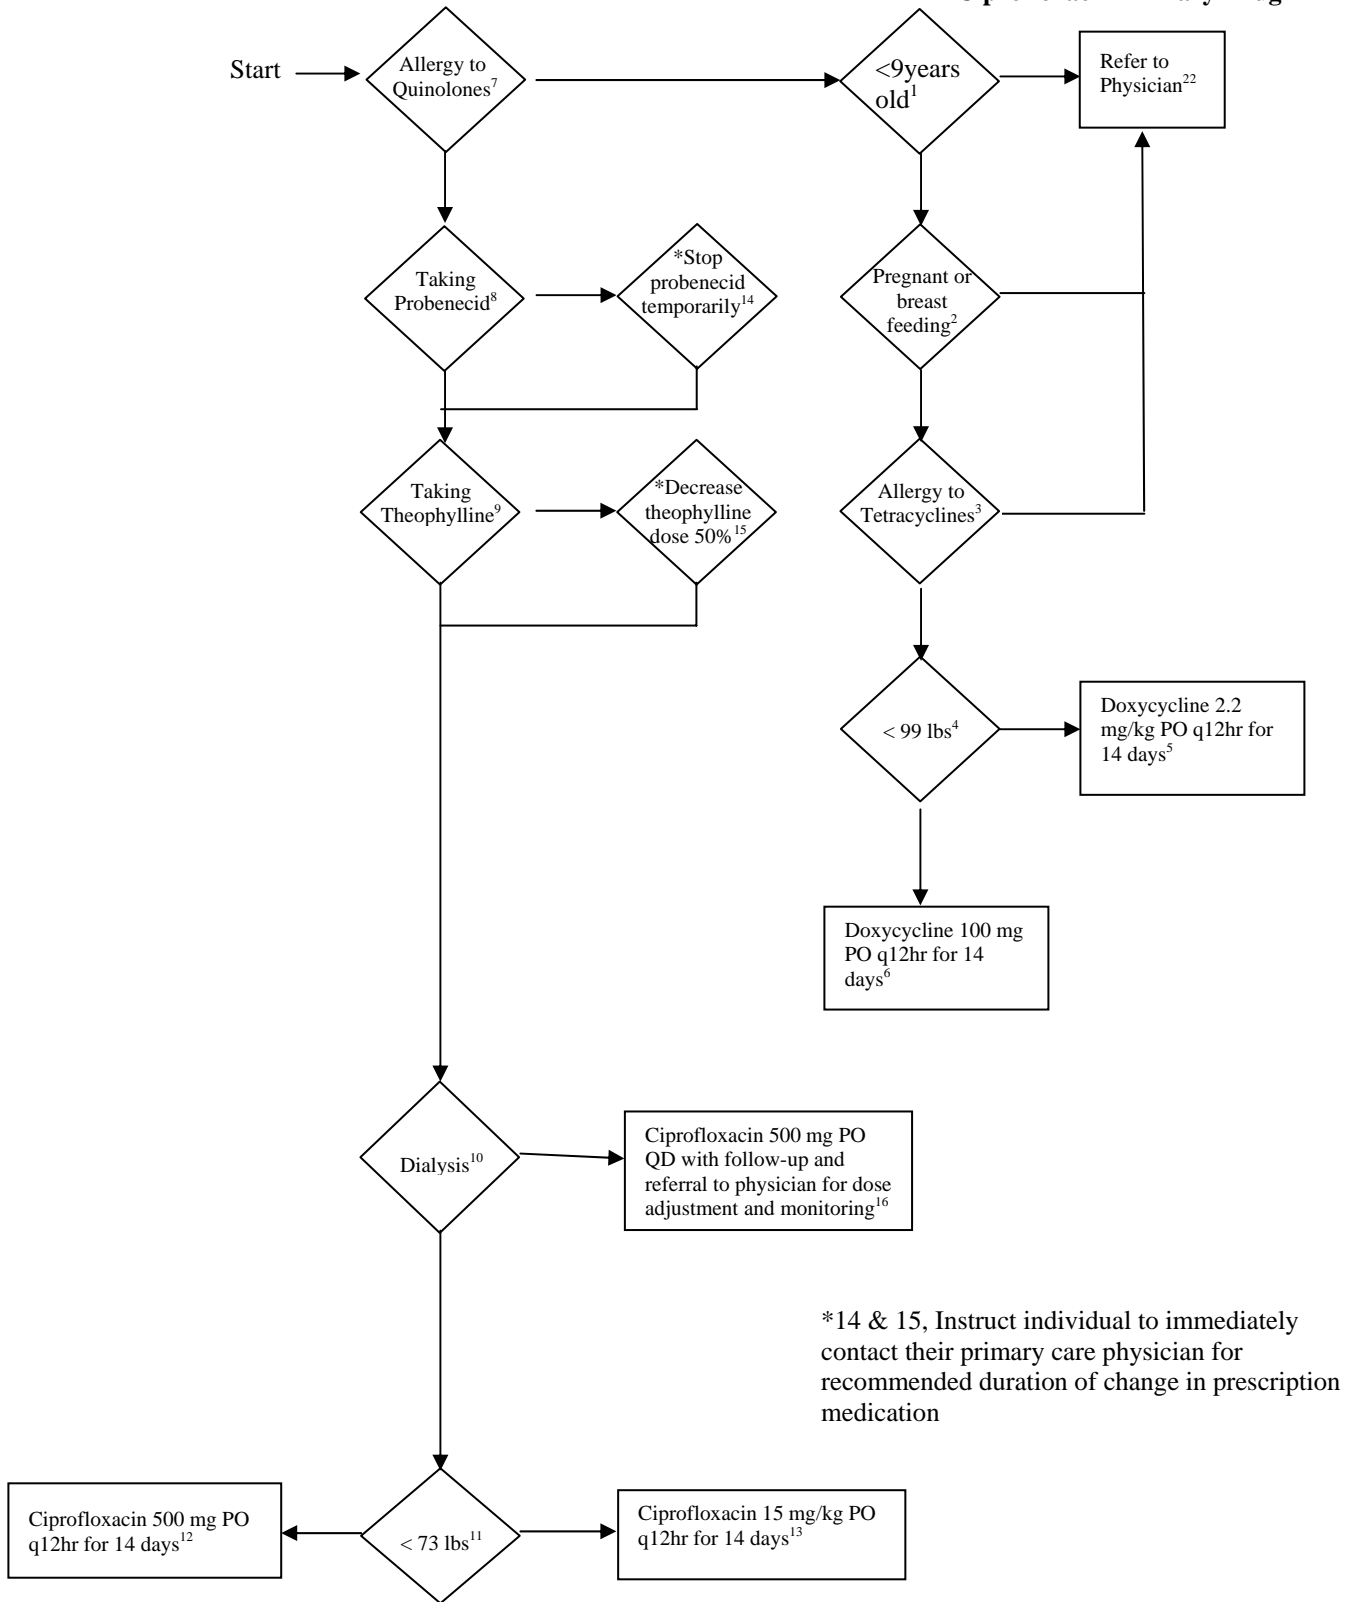 Start
Allergy to
Quinolones7
<9years
old1
Refer to
Physician22
Taking
Probenecid8
*Stop
probenecid
temporarily14
Pregnant or
breast
feeding2
Taking
Theophylline9
*Decrease
theophylline
dose 50%15
Allergy to
Tetracyclines3
< 99 lbs4
Doxycycline 2.2
mg/kg PO q12hr for
14 days5
Doxycycline 100 mg
PO q12hr for 14
days6
Dialysis10
Ciprofloxacin 500 mg PO
QD with follow-up and
referral to physician for dose
adjustment and monitoring16
*14 & 15, Instruct individual to immediately
contact their primary care physician for
recommended duration of change in prescription
medication
Ciprofloxacin 500 mg PO
q12hr for 14 days12
< 73 lbs11
Ciprofloxacin 15 mg/kg PO
q12hr for 14 days13